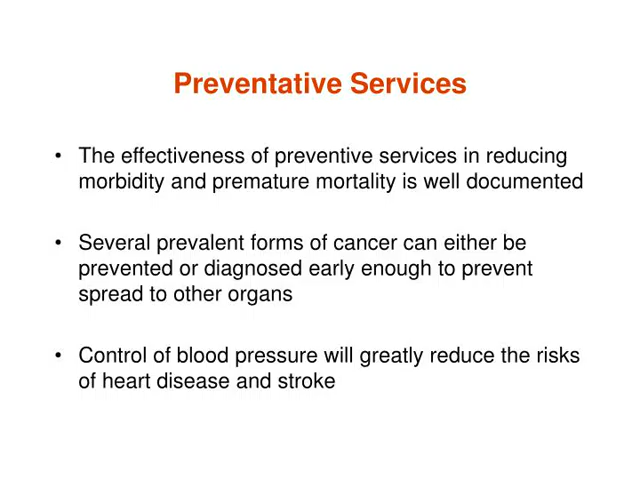 Preventative Services
• The effectiveness of preventive services in reducing
morbidity and premature mortality is well documented
• Several prevalent forms of cancer can either be
prevented or diagnosed early enough to prevent
spread to other organs
• Control of blood pressure will greatly reduce the risks
of heart disease and stroke